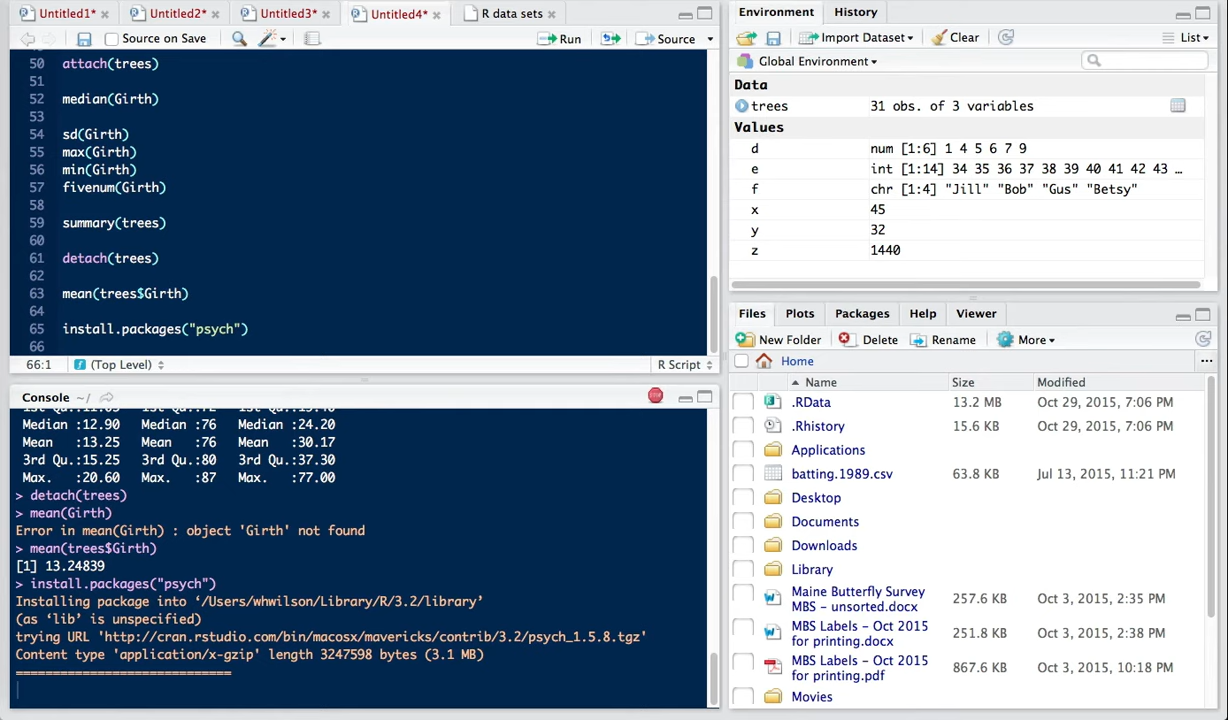 Untitled1* Untitled2* Untitled3* Untitled4* R data sets
Source on Save Run Source
50 attach(trees)
51
52 median(Girth)
53
54 sd(Girth)
55 max(Girth)
56 min(Girth)
57 fivenum(Girth)
58
59 summary(trees)
60
61 detach(trees)
62
63 mean(trees$Girth)
64
65 install.packages("psych")
66
66:1 (Top Level) R Script
Console ~/
Median :12.90 Median :76 Median :24.20
Mean :13.25 Mean :76 Mean :30.17
3rd Qu.:15.25 3rd Qu.:80 3rd Qu.:37.30
Max. :20.60 Max. :87 Max. :77.00
> detach(trees)
> mean(Girth)
Error in mean(Girth) : object 'Girth' not found
> mean(trees$Girth)
[1] 13.24839
> install.packages("psych")
Installing package into ‘/Users/whwilson/Library/R/3.2/library’
(as ‘lib’ is unspecified)
trying URL 'http://cran.rstudio.com/bin/macosx/mavericks/contrib/3.2/psych_1.5.8.tgz'
Content type 'application/x-gzip' length 3247598 bytes (3.1 MB)
===========================
Environment History
Import Dataset Clear List
Global Environment
Data
trees 31 obs. of 3 variables
Values
d num [1:6] 1 4 5 6 7 9
e int [1:14] 34 35 36 37 38 39 40 41 42 43 …
f chr [1:4] "Jill" "Bob" "Gus" "Betsy"
x 45
y 32
z 1440
Files Plots Packages Help Viewer
New Folder Delete Rename More
Home
Name Size Modified
.RData 13.2 MB Oct 29, 2015, 7:06 PM
.Rhistory 15.6 KB Oct 29, 2015, 7:06 PM
Applications
batting.1989.csv 63.8 KB Jul 13, 2015, 11:21 PM
Desktop
Documents
Downloads
Library
Maine Butterfly Survey
MBS - unsorted.docx 257.6 KB Oct 3, 2015, 2:35 PM
MBS Labels - Oct 2015
for printing.docx 251.8 KB Oct 3, 2015, 2:38 PM
MBS Labels - Oct 2015
for printing.pdf 867.6 KB Oct 3, 2015, 10:18 PM
Movies